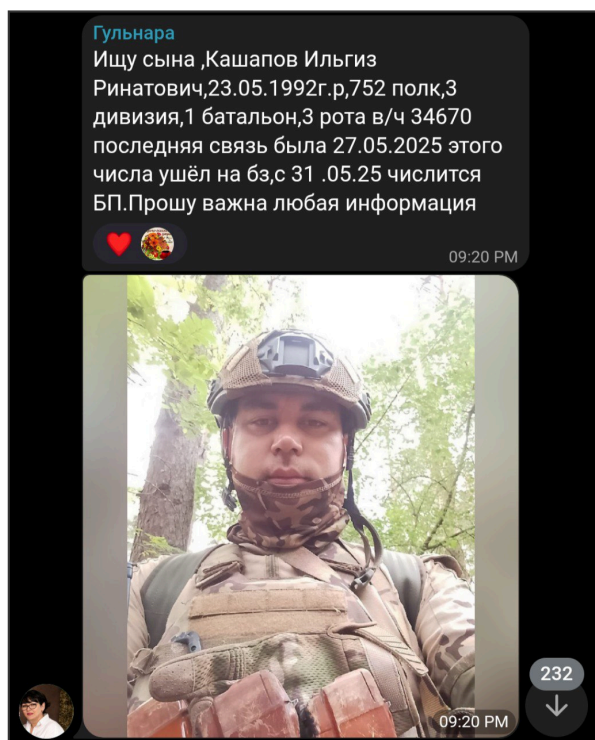 Гульнара
Ищу сына ,Кашапов Ильгиз
Ринатович,23.05.1992г.р,752 полк,3
дивизия,1 батальон,3 рота в/ч 34670
последняя связь была 27.05.2025 этого
числа ушёл на бз,с 31 .05.25 числится
БП.Прошу важна любая информация
09:20 PM
09:20 PM
232